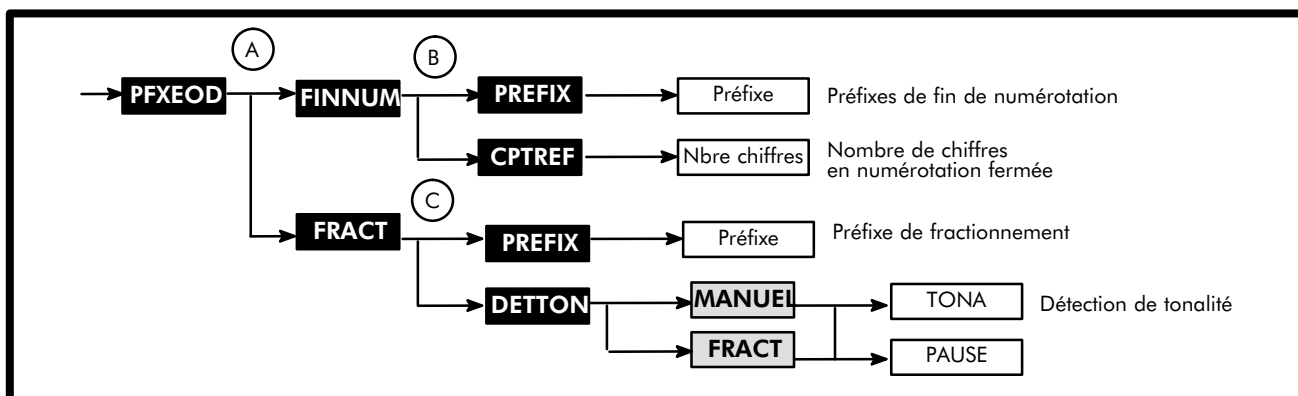 A
B
PFXEOD
FINNUM
PREFIX
Préfixe
Préfixes de fin de numérotation
CPTREF
Nbre chiffres
Nombre de chiffres
en numérotation fermée
C
FRACT
PREFIX
Préfixe
Préfixe de fractionnement
DETTON
MANUEL
TONA
Détection de tonalité
FRACT
PAUSE